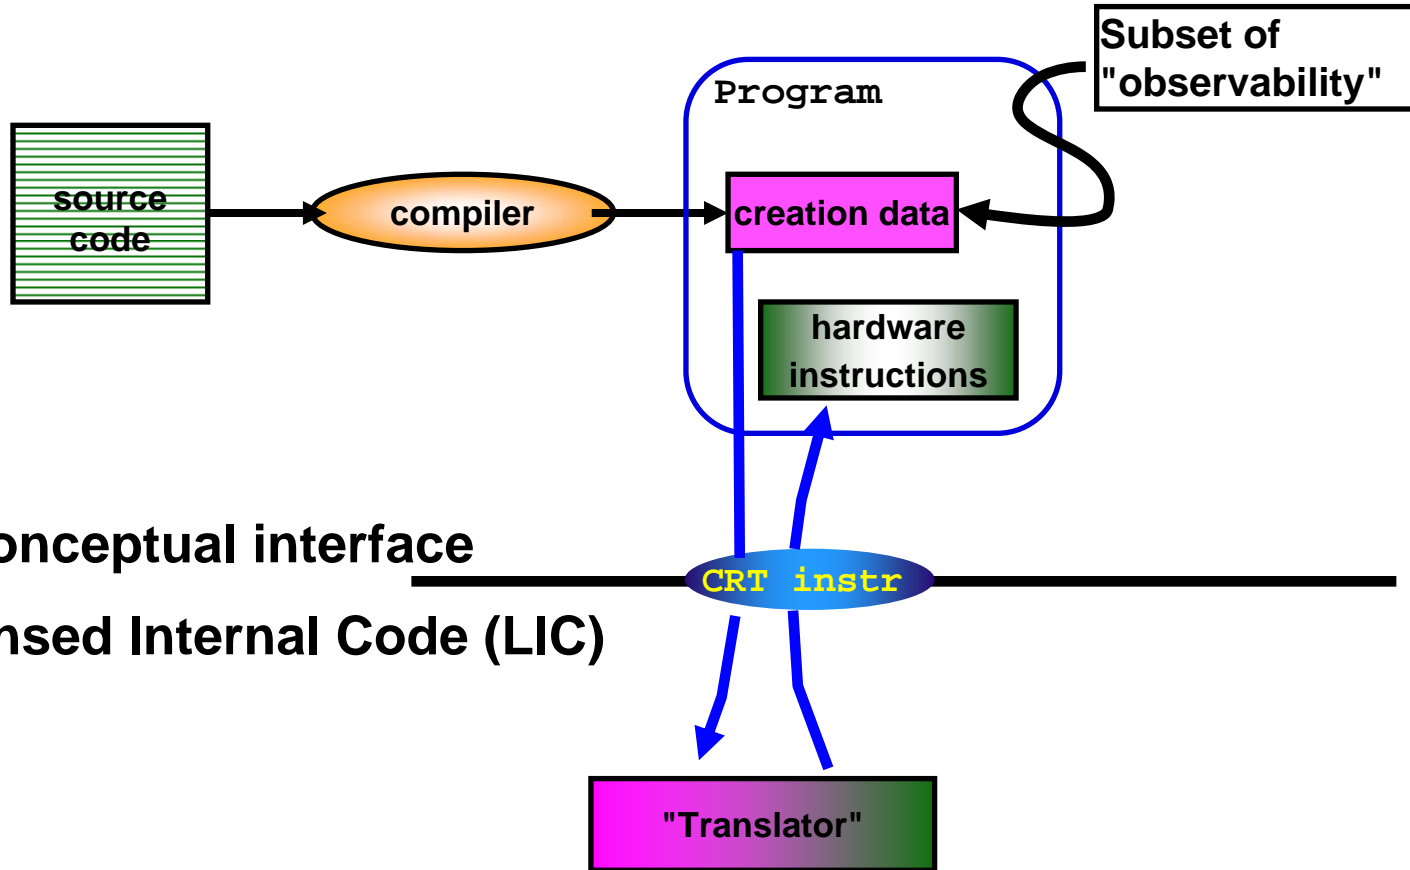 Subset of
"observability"
Program
source
code
compiler
creation data
hardware
instructions
onceptual interface
CRT instr
nsed Internal Code (LIC)
"Translator"